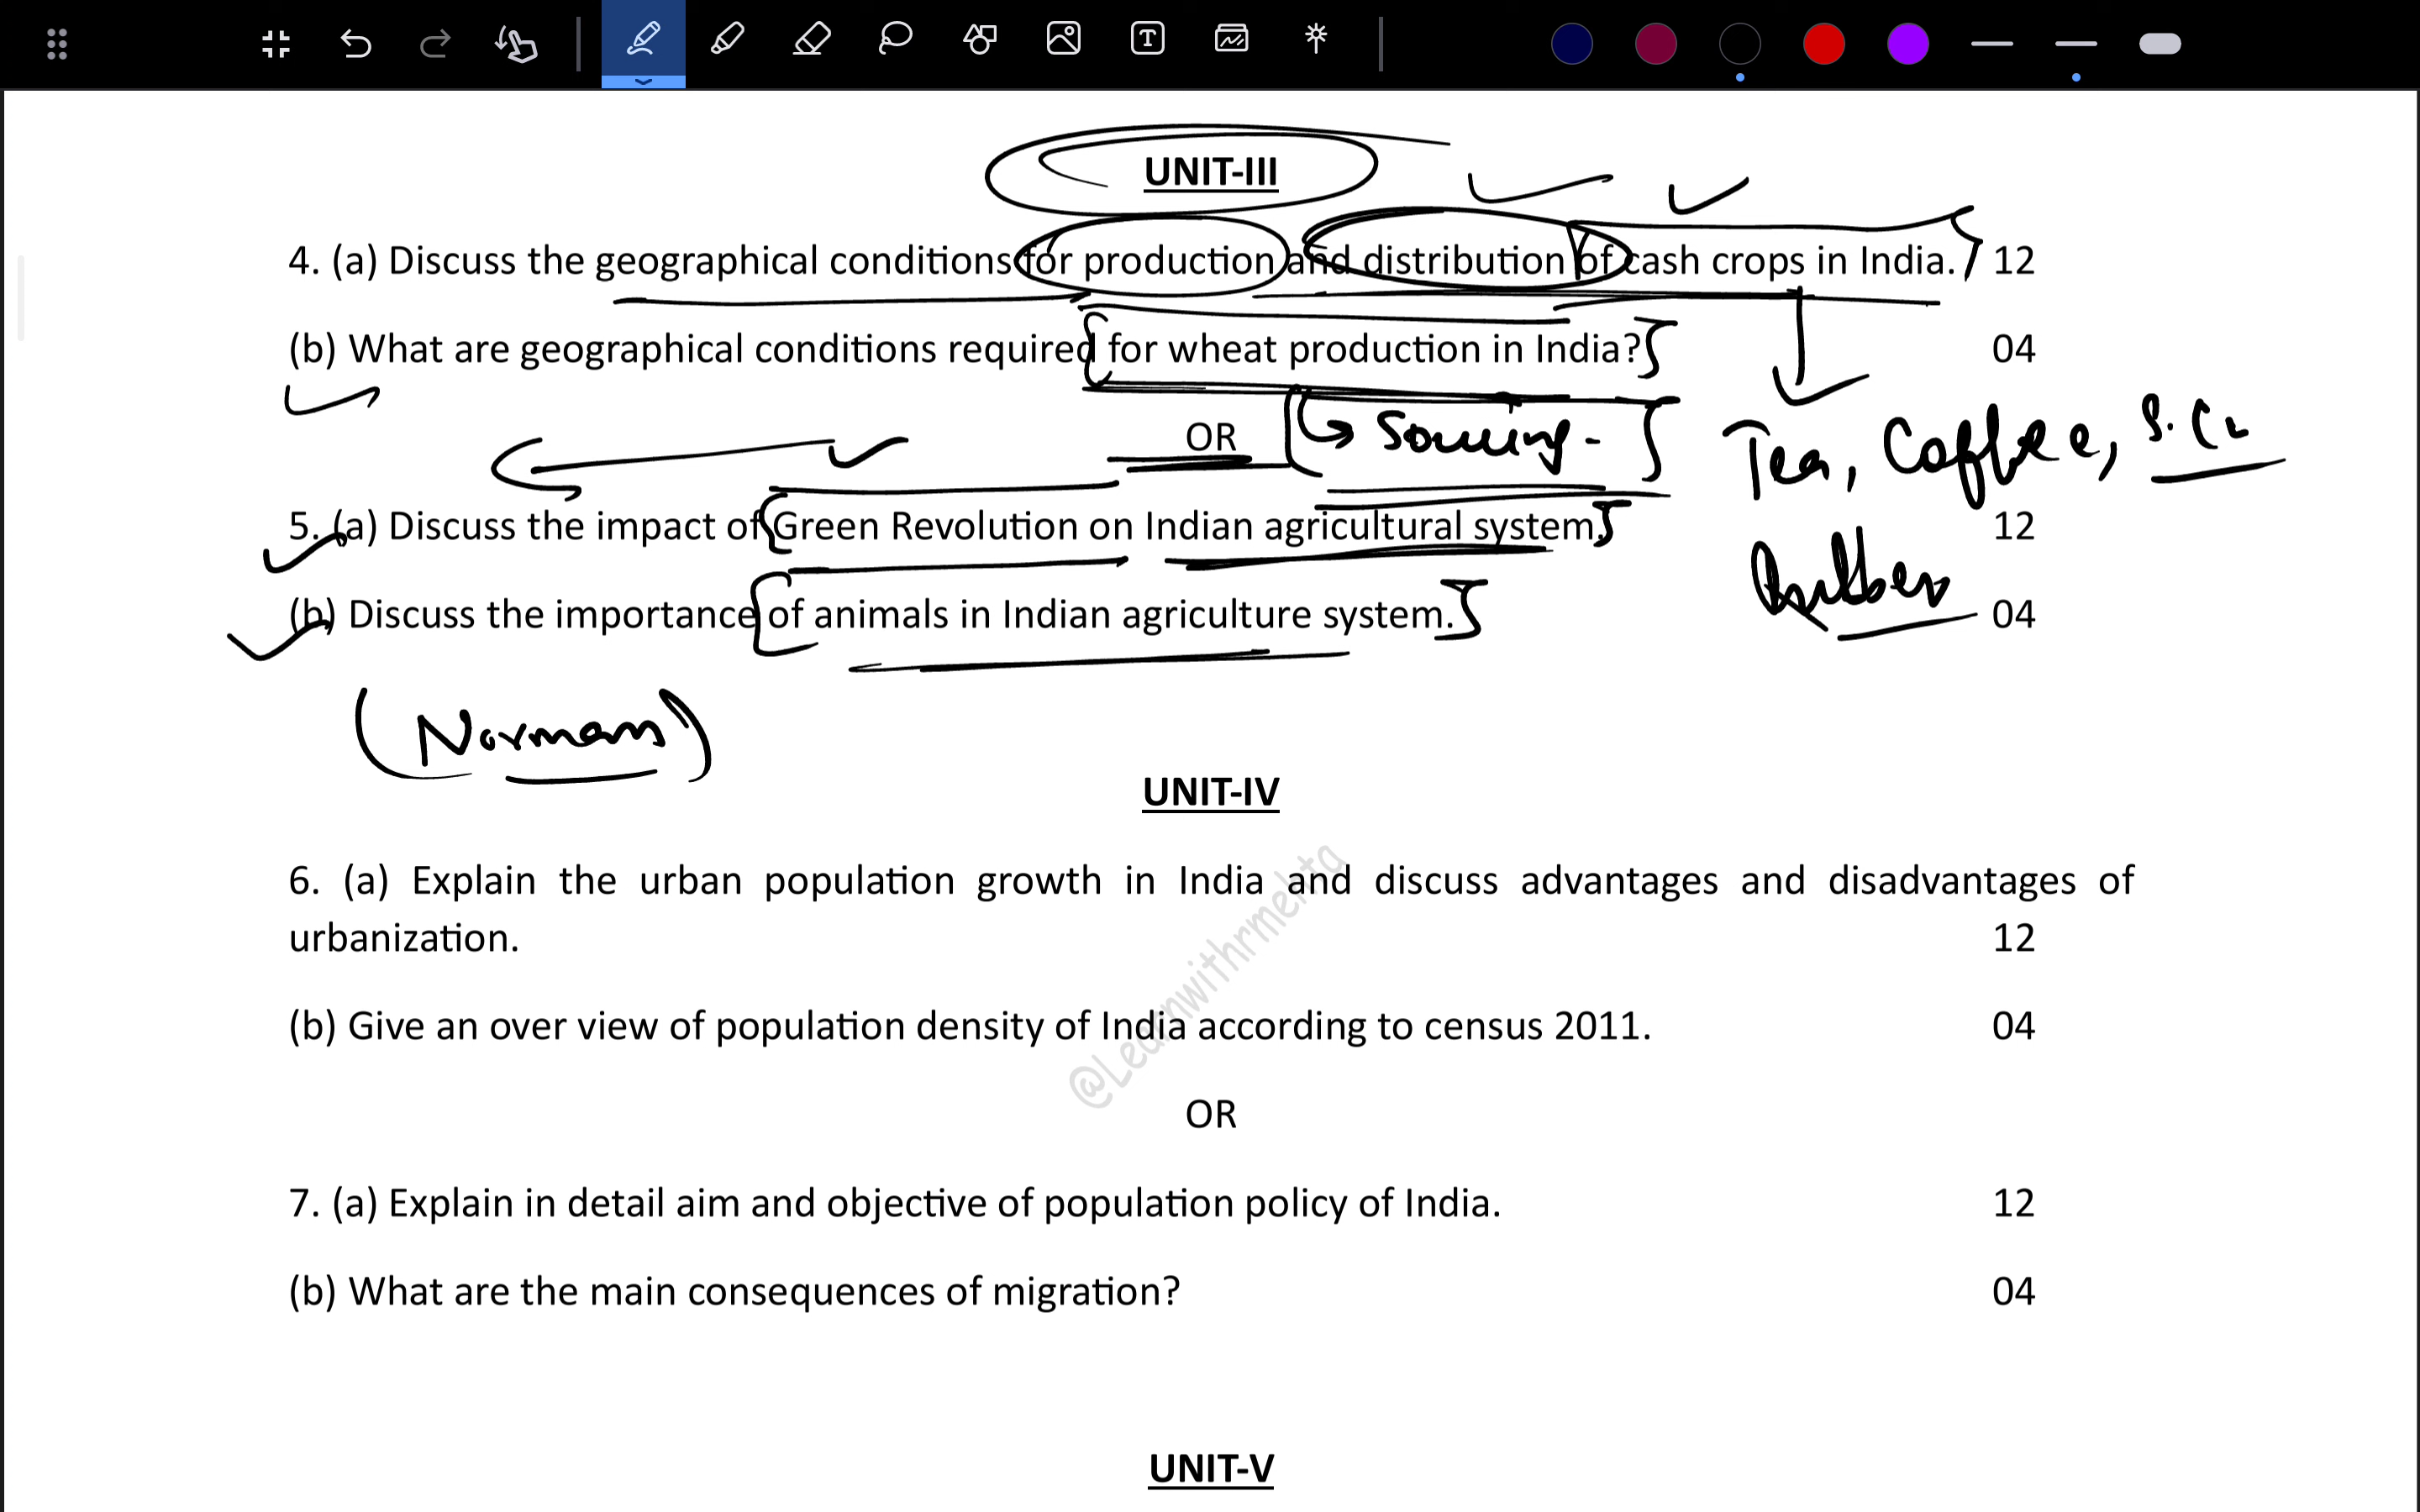 UNIT-III
4. (a) Discuss the geographical conditions for production and distribution of cash crops in India. 12
(b) What are geographical conditions required for wheat production in India? 04
OR
Sowing-
Tea, Coffee, S.
5. (a) Discuss the impact of Green Revolution on Indian agricultural system. 12
Rubber
(b) Discuss the importance of animals in Indian agriculture system. 04
(Norman)
UNIT-IV
6. (a) Explain the urban population growth in India and discuss advantages and disadvantages of
urbanization. 12
(b) Give an over view of population density of India according to census 2011. 04
@Learnwithrmehta
OR
7. (a) Explain in detail aim and objective of population policy of India. 12
(b) What are the main consequences of migration? 04
UNIT-V